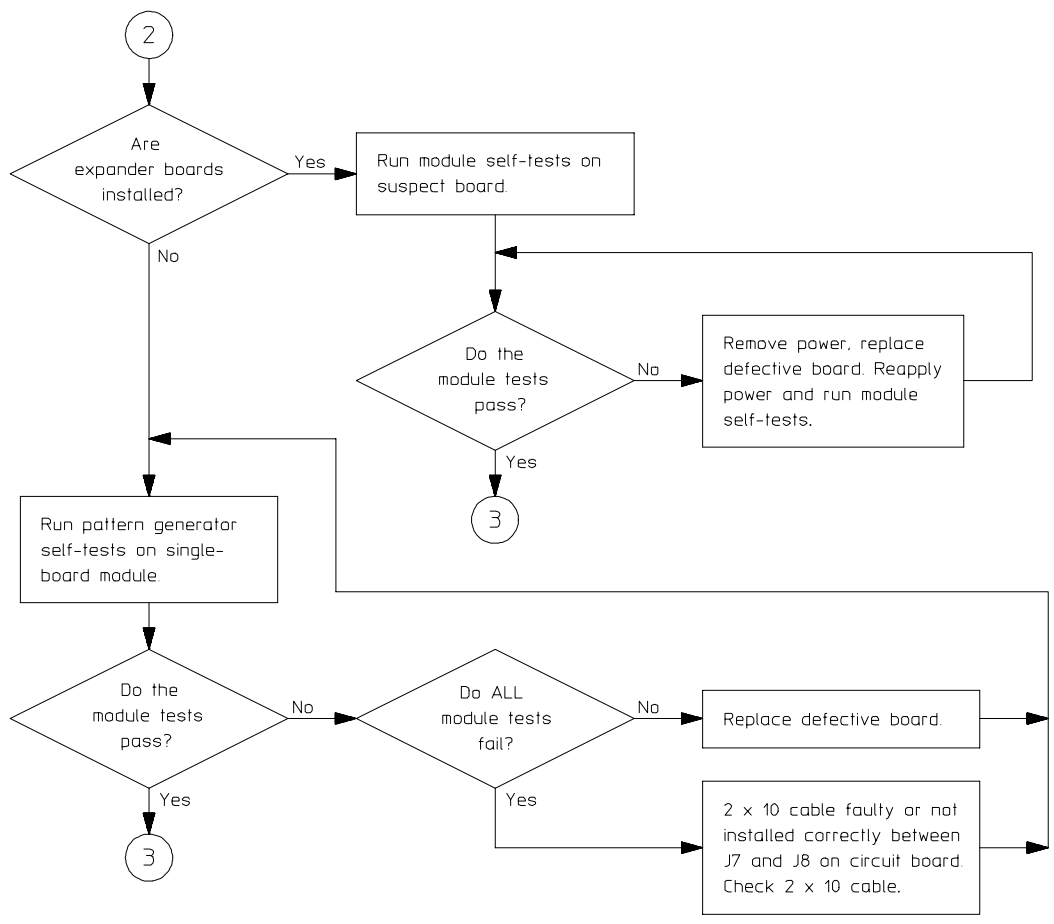 2
Are
expander boards
installed?
Yes
No
Run module self-tests on
suspect board.
Do the
module tests
pass?
No
Yes
Remove power, replace
defective board. Reapply
power and run module
self-tests.
3
Run pattern generator
self-tests on single-
board module.
Do the
module tests
pass?
No
Yes
3
Do ALL
module tests
fail?
No
Yes
Replace defective board.
2 x 10 cable faulty or not
installed correctly between
J7 and J8 on circuit board.
Check 2 x 10 cable.